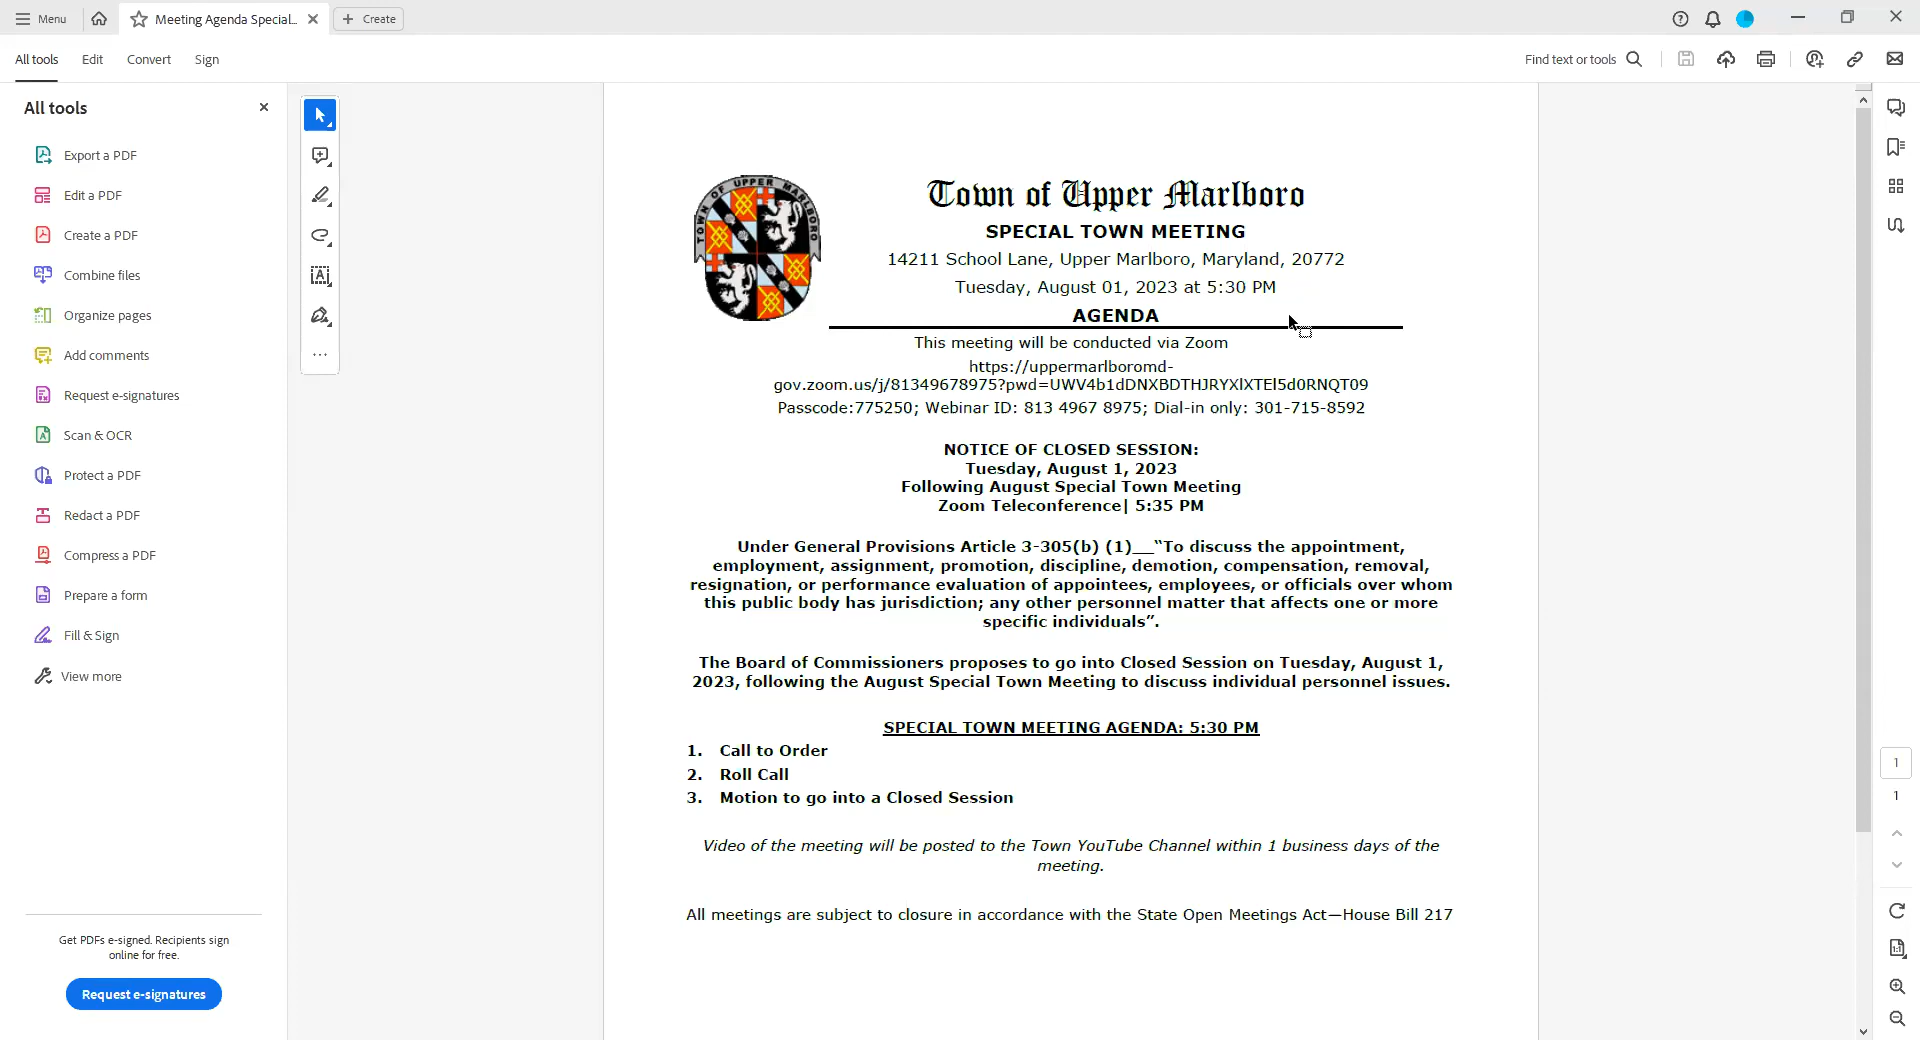 Menu
Meeting Agenda Special...
Create
All tools
Edit
Convert
Sign
Find text or tools
All tools
Export a PDF
Edit a PDF
Create a PDF
Combine files
Organize pages
Add comments
Request e-signatures
Scan & OCR
Protect a PDF
Redact a PDF
Compress a PDF
Prepare a form
Fill & Sign
View more
Get PDFs e-signed. Recipients sign
online for free.
Request e-signatures
TOWN OF UPPER MARLBORO
Town of Upper Marlboro
SPECIAL TOWN MEETING
14211 School Lane, Upper Marlboro, Maryland, 20772
Tuesday, August 01, 2023 at 5:30 PM
AGENDA
This meeting will be conducted via Zoom
https://uppermarlboromd-
gov.zoom.us/j/81349678975?pwd=UWV4b1dDNXBDTHJRYXlXTEl5d0RNQT09
Passcode:775250; Webinar ID: 813 4967 8975; Dial-in only: 301-715-8592
NOTICE OF CLOSED SESSION:
Tuesday, August 1, 2023
Following August Special Town Meeting
Zoom Teleconference| 5:35 PM
Under General Provisions Article 3-305(b) (1)__“To discuss the appointment,
employment, assignment, promotion, discipline, demotion, compensation, removal,
resignation, or performance evaluation of appointees, employees, or officials over whom
this public body has jurisdiction; any other personnel matter that affects one or more
specific individuals”.
The Board of Commissioners proposes to go into Closed Session on Tuesday, August 1,
2023, following the August Special Town Meeting to discuss individual personnel issues.
SPECIAL TOWN MEETING AGENDA: 5:30 PM
1. Call to Order
2. Roll Call
3. Motion to go into a Closed Session
Video of the meeting will be posted to the Town YouTube Channel within 1 business days of the
meeting.
All meetings are subject to closure in accordance with the State Open Meetings Act—House Bill 217
1
1